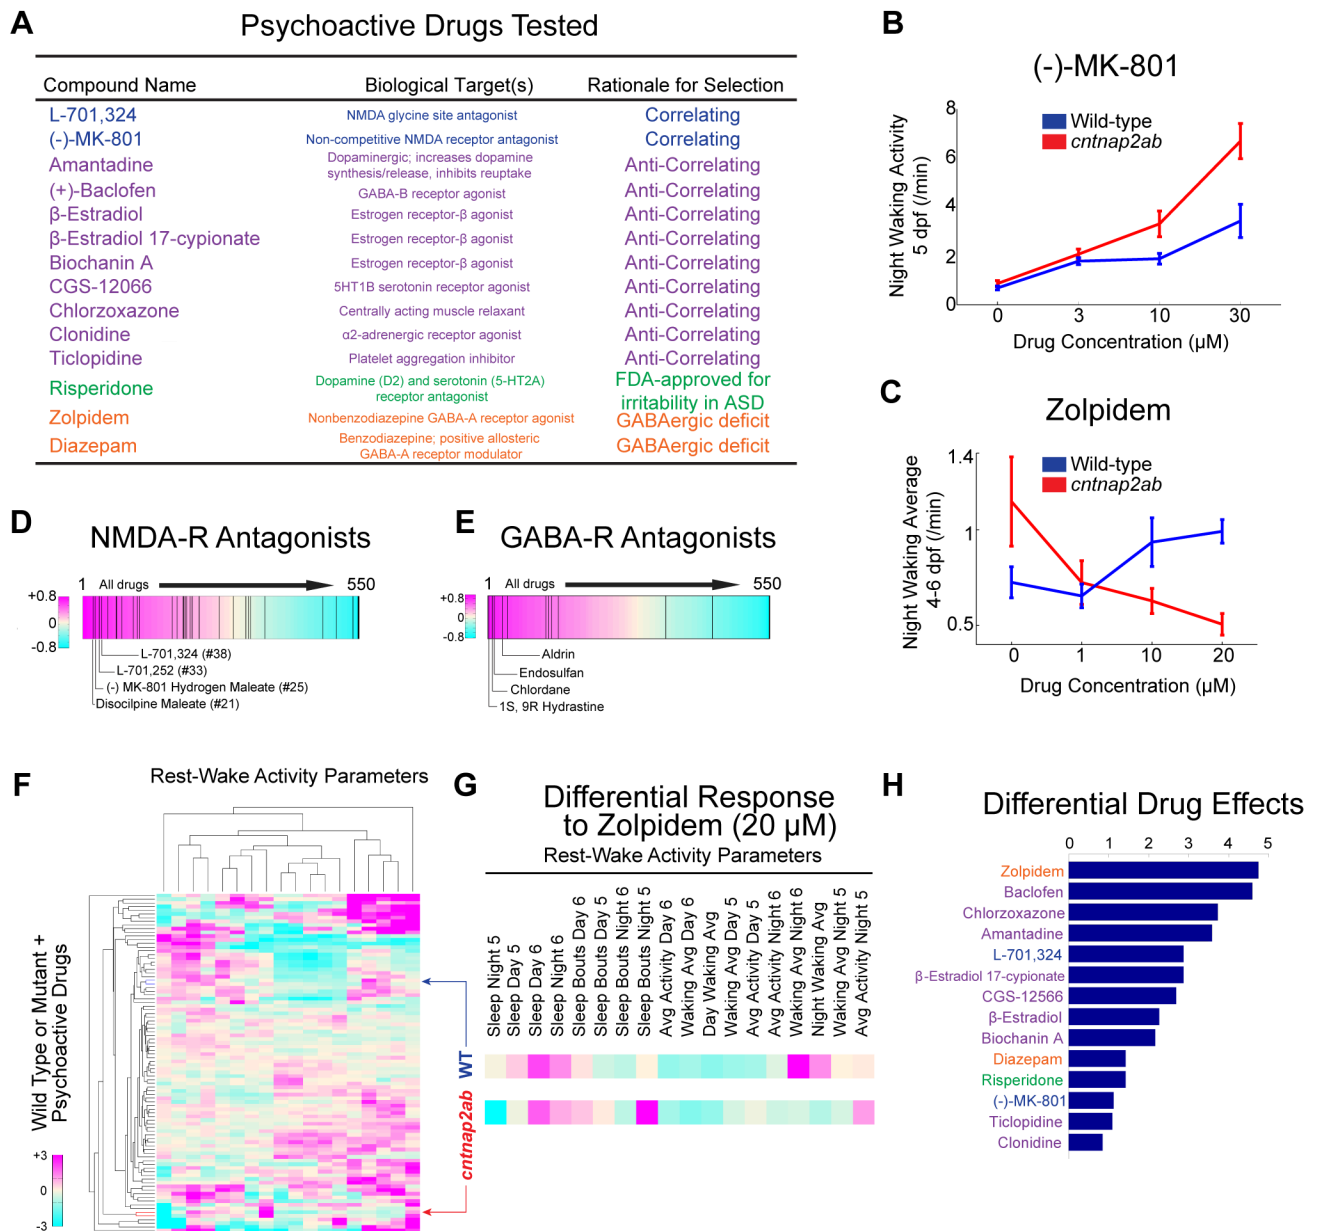 A
Psychoactive Drugs Tested
Compound Name Biological Target(s) Rationale for Selection
L-701,324 NMDA glycine site antagonist Correlating
(-)-MK-801 Non-competitive NMDA receptor antagonist Correlating
Amantadine Dopaminergic; increases dopamine synthesis/release, inhibits reuptake Anti-Correlating
(+)-Baclofen GABA-B receptor agonist Anti-Correlating
β-Estradiol Estrogen receptor-β agonist Anti-Correlating
β-Estradiol 17-cypionate Estrogen receptor-β agonist Anti-Correlating
Biochanin A Estrogen receptor-β agonist Anti-Correlating
CGS-12066 5HT1B serotonin receptor agonist Anti-Correlating
Chlorzoxazone Centrally acting muscle relaxant Anti-Correlating
Clonidine α2-adrenergic receptor agonist Anti-Correlating
Ticlopidine Platelet aggregation inhibitor Anti-Correlating
Risperidone Dopamine (D2) and serotonin (5-HT2A) receptor antagonist FDA-approved for irritability in ASD
Zolpidem Nonbenzodiazepine GABA-A receptor agonist GABAergic deficit
Diazepam Benzodiazepine; positive allosteric GABA-A receptor modulator GABAergic deficit
B
(-)-MK-801
Night Waking Activity
5 dpf (/min)
8
6
4
2
0
Wild-type
cntnap2ab
0 3 10 30
Drug Concentration (µM)
C
Zolpidem
Night Waking Average
4-6 dpf (/min)
1.4
1
0.5
Wild-type
cntnap2ab
0 1 10 20
Drug Concentration (µM)
D
NMDA-R Antagonists
1 All drugs 550
+0.8
0
-0.8
L-701,324 (#38)
L-701,252 (#33)
(-) MK-801 Hydrogen Maleate (#25)
Disocilpine Maleate (#21)
E
GABA-R Antagonists
1 All drugs 550
+0.8
0
-0.8
Aldrin
Endosulfan
Chlordane
1S, 9R Hydrastine
F
Rest-Wake Activity Parameters
Wild Type or Mutant +
Psychoactive Drugs
+3
0
-3
WT
cntnap2ab
G
Differential Response
to Zolpidem (20 µM)
Rest-Wake Activity Parameters
Sleep Night 5
Sleep Day 5
Sleep Day 6
Sleep Night 6
Sleep Bouts Day 6
Sleep Bouts Day 5
Sleep Bouts Night 6
Sleep Bouts Night 5
Avg Activity Day 6
Waking Avg Day 6
Day Waking Avg
Waking Avg Day 5
Avg Activity Day 5
Avg Activity Night 6
Waking Avg Night 6
Night Waking Avg
Waking Avg Night 5
Avg Activity Night 5
H
Differential Drug Effects
0 1 2 3 4 5
Zolpidem
Baclofen
Chlorzoxazone
Amantadine
L-701,324
β-Estradiol 17-cypionate
CGS-12566
β-Estradiol
Biochanin A
Diazepam
Risperidone
(-)-MK-801
Ticlopidine
Clonidine